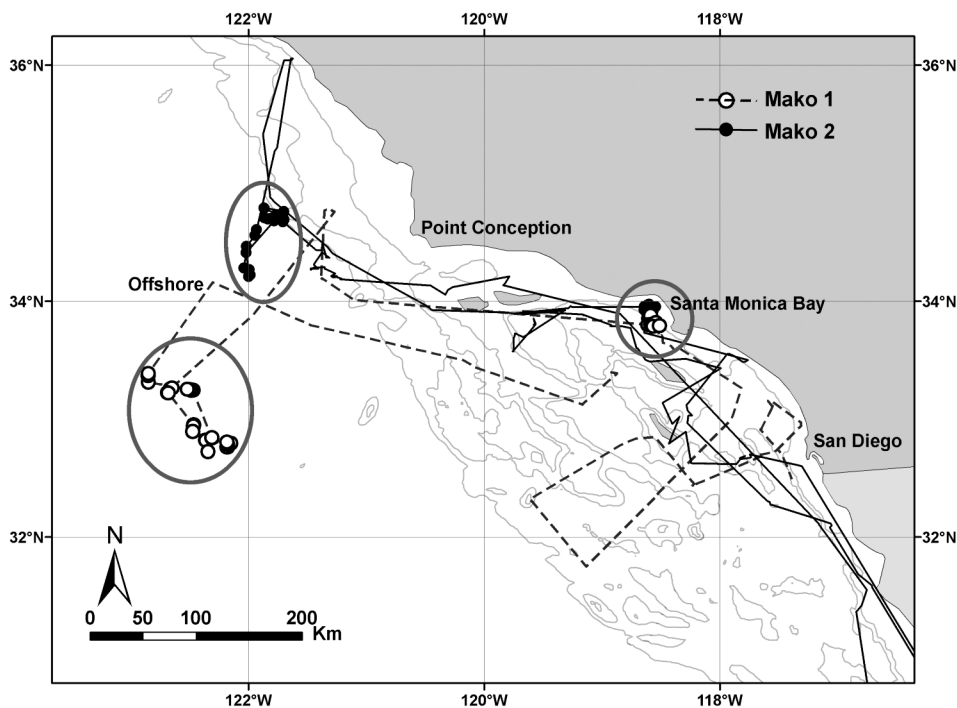 122°W 120°W 118°W
36°N 36°N
Mako 1
Mako 2
Point Conception
Offshore
34°N Santa Monica Bay 34°N
San Diego
32°N 32°N
N
0 50 100 200
Km
122°W 120°W 118°W